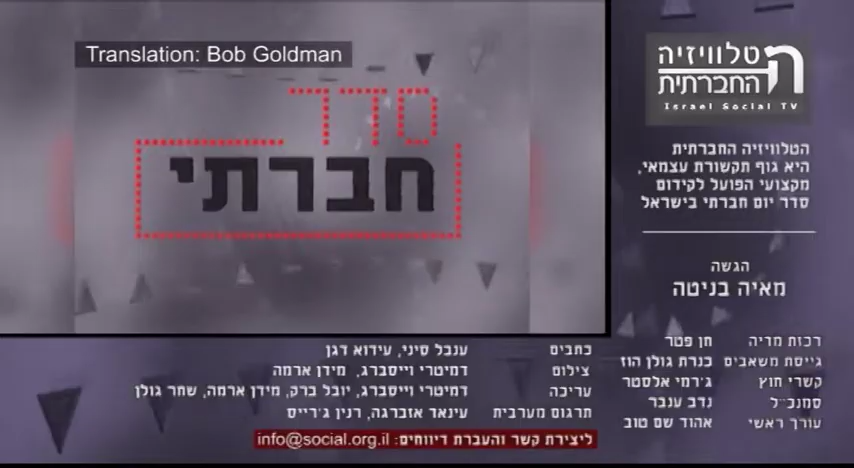 Translation: Bob Goldman
סדר
חברתי
טלוויזיה
החברתית
Israel Social TV
הטלוויזיה החברתית
היא גוף תקשורת עצמאי,
מקצועי הפועל לקידום
סדר יום חברתי בישראל
הגשה
מאיה בניטה
רכזת מריה חן פטר
גייסת משאבים כנרת גולן הוז
קשרי חוץ ג'רמי אלסטר
סמנכ"ל נדב ענבר
עורך ראשי אהוד שם טוב
כתבים ענבל סיני, עידוא דגן
צילום דמיטרי וייסברג, מידן ארמה
עריכה דמיטרי וייסברג, יובל ברק, מידן ארמה, שחר גולן
תרגום מערבית עינאד אזברגה, רנין ג'רייס
ליצירת קשר והעברת דיווחים: info@social.org.il